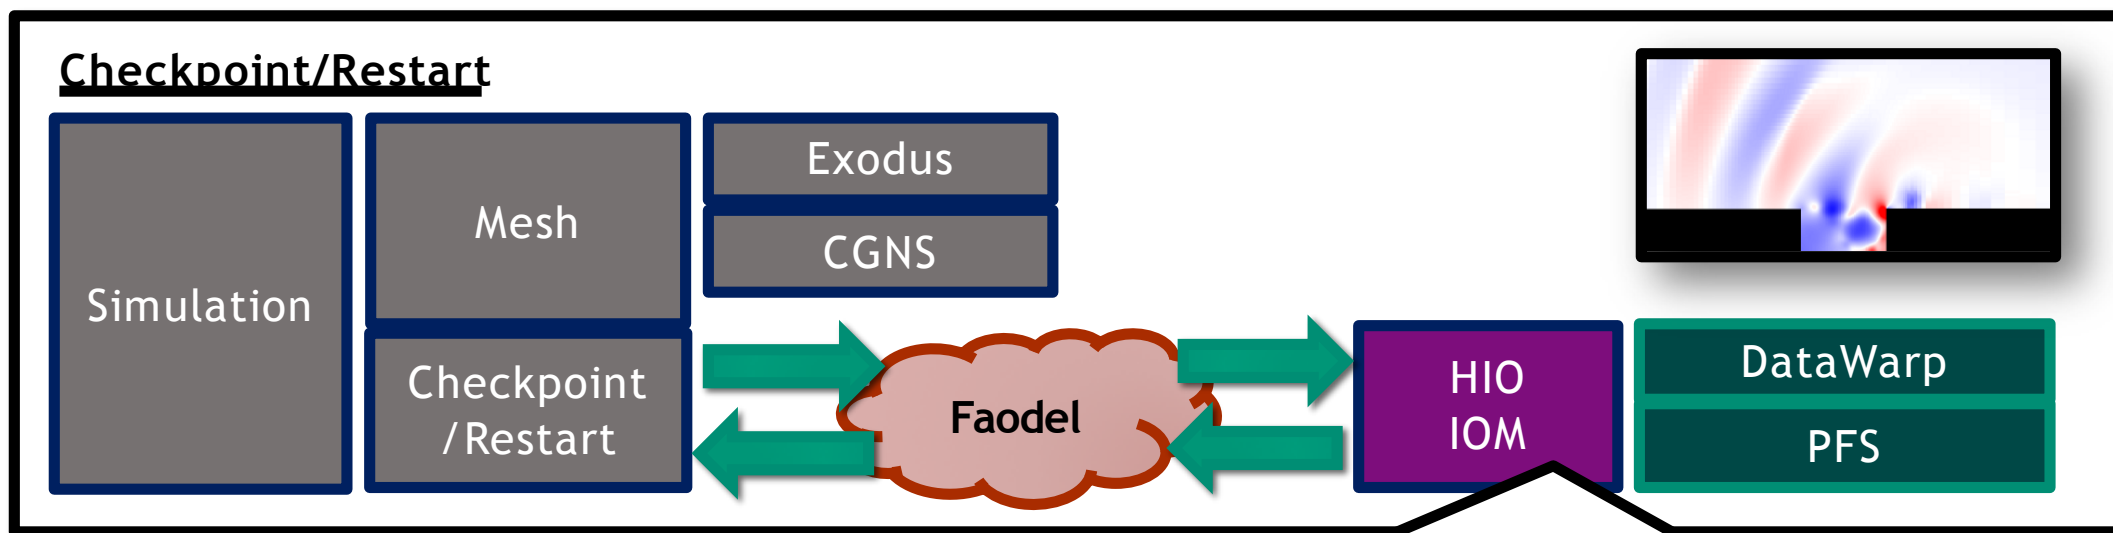 Checkpoint/Restart
Simulation
Mesh
Exodus
CGNS
Checkpoint
/Restart
Faodel
HIO
IOM
DataWarp
PFS